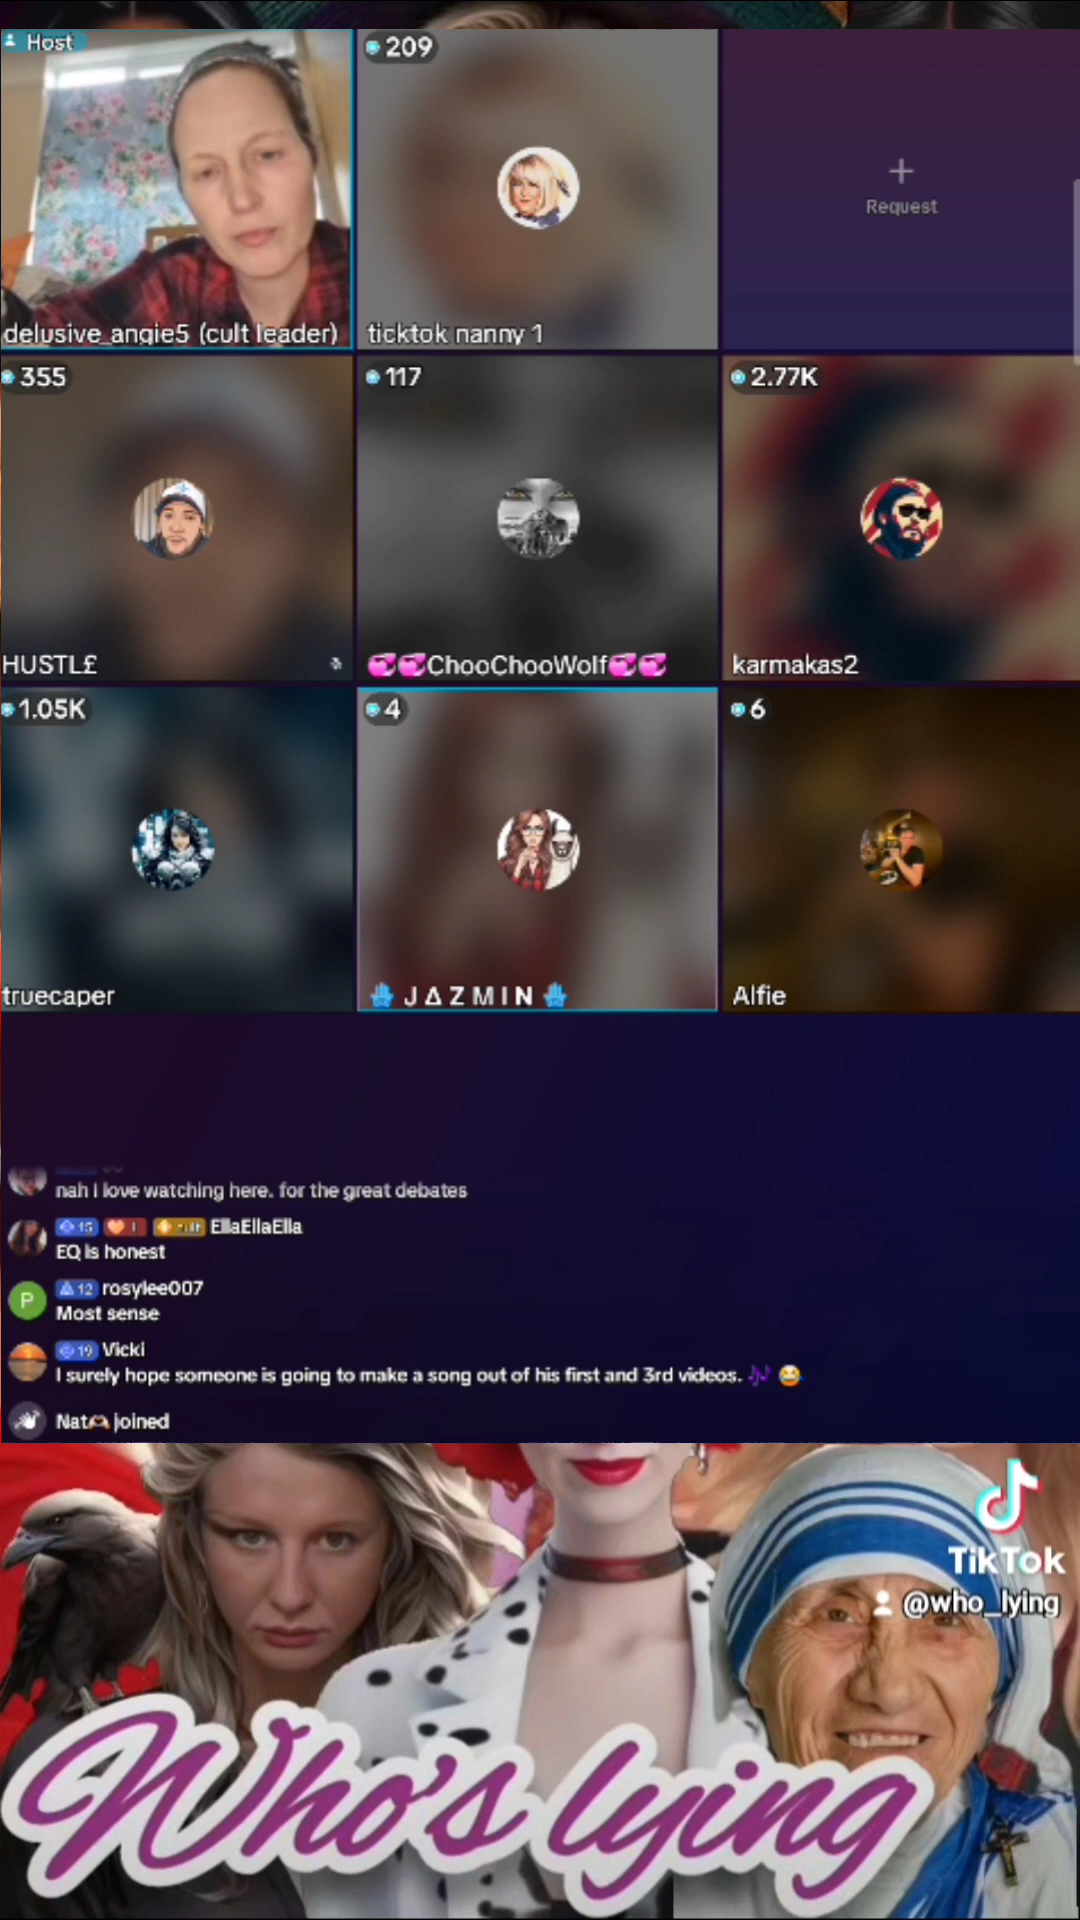 Host
209
Request
delusive_angie5 (cult leader)
ticktok nanny 1
355
117
2.77K
HUSTL£
💞💞ChooChooWolf💞💞
karmakas2
1.05K
4
6
truecaper
🪬 J Δ Z M I N 🪬
Alfie
nah i love watching here. for the great debates
15 EllaEllaElla
EQ is honest
P
12 rosylee007
Most sense
19 Vicki
I surely hope someone is going to make a song out of his first and 3rd videos. 🎶 😂
Nat🫶 joined
TikTok
@who_lying
Who's lying